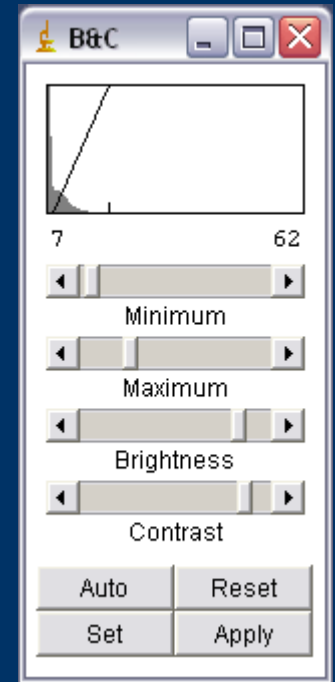 B&C
7 62
Minimum
Maximum
Brightness
Contrast
Auto Reset
Set Apply